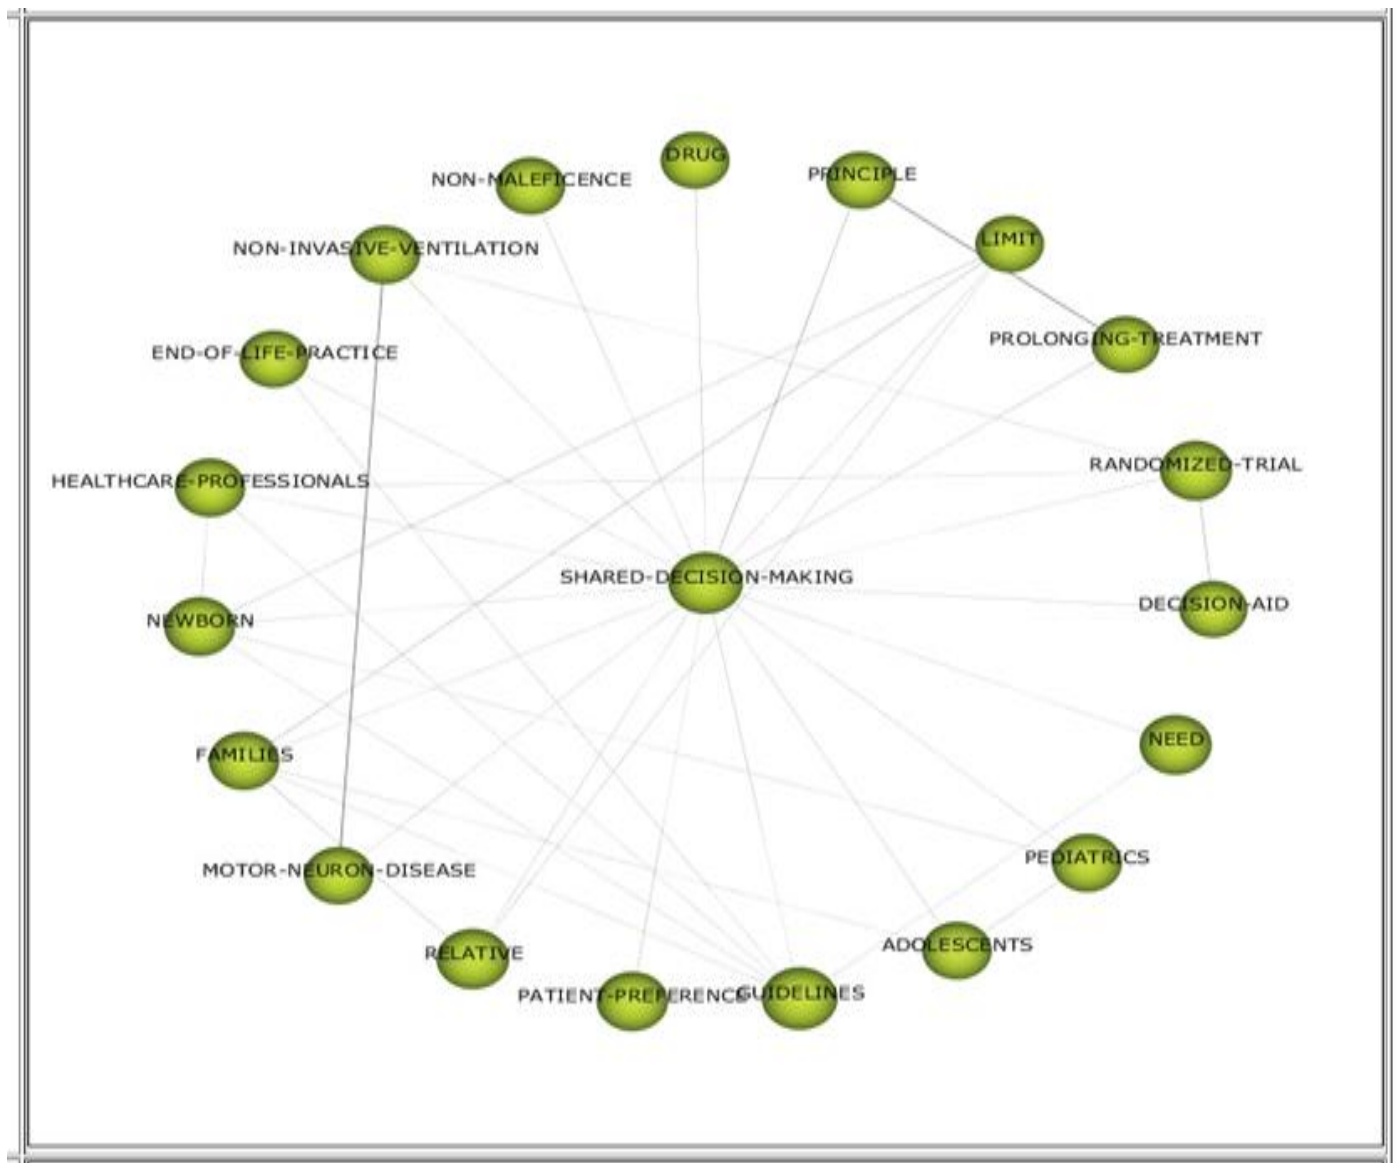 DRUG
PRINCIPLE
NON-MALEFICENCE
LIMIT
NON-INVASIVE-VENTILATION
PROLONGING-TREATMENT
END-OF-LIFE-PRACTICE
RANDOMIZED-TRIAL
HEALTHCARE-PROFESSIONALS
SHARED-DECISION-MAKING
DECISION-AID
NEWBORN
NEED
FAMILIES
PEDIATRICS
MOTOR-NEURON-DISEASE
ADOLESCENTS
RELATIVE
PATIENT-PREFERENCE
GUIDELINES